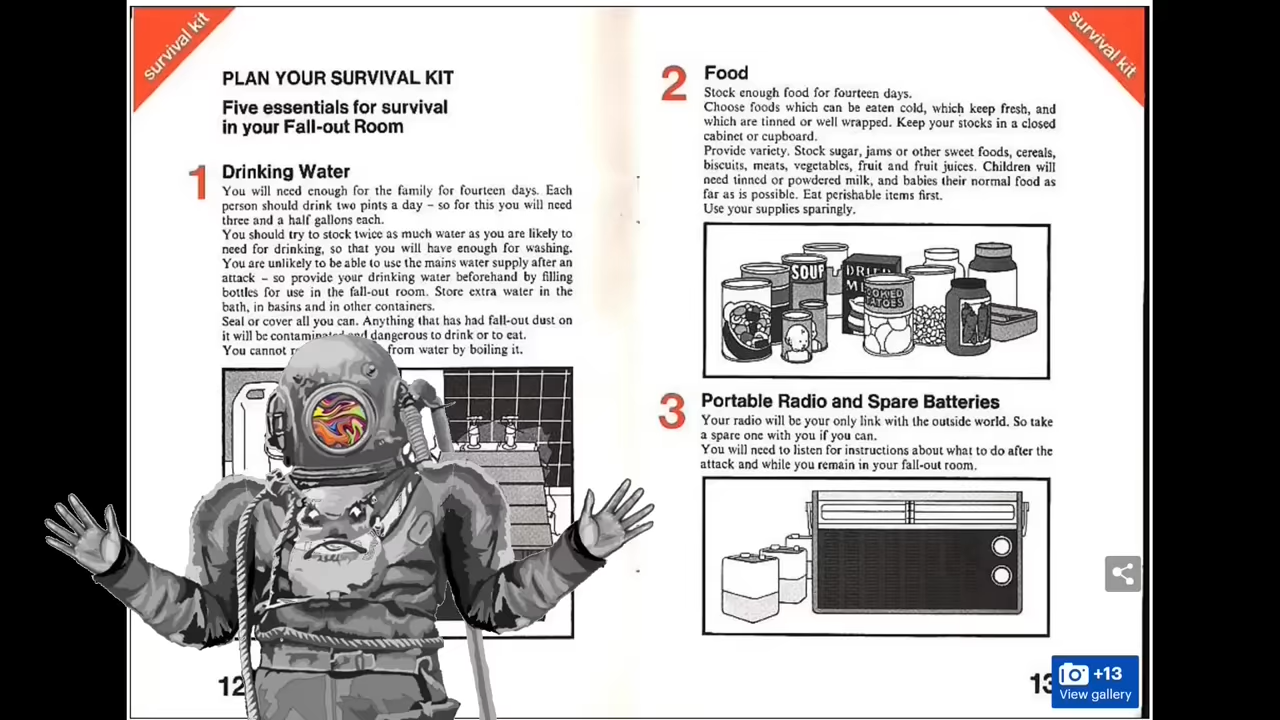 survival kit
PLAN YOUR SURVIVAL KIT
Five essentials for survival
in your Fall-out Room
1
Drinking Water
You will need enough for the family for fourteen days. Each
person should drink two pints a day – so for this you will need
three and a half gallons each.
You should try to stock twice as much water as you are likely to
need for drinking, so that you will have enough for washing.
You are unlikely to be able to use the mains water supply after an
attack – so provide your drinking water beforehand by filling
bottles for use in the fall-out room. Store extra water in the
bath, in basins and in other containers.
Seal or cover all you can. Anything that has had fall-out dust on
it will be contaminated and dangerous to drink or to eat.
You cannot from water by boiling it.
12
survival kit
2
Food
Stock enough food for fourteen days.
Choose foods which can be eaten cold, which keep fresh, and
which are tinned or well wrapped. Keep your stocks in a closed
cabinet or cupboard.
Provide variety. Stock sugar, jams or other sweet foods, cereals,
biscuits, meats, vegetables, fruit and fruit juices. Children will
need tinned or powdered milk, and babies their normal food as
far as is possible. Eat perishable items first.
Use your supplies sparingly.
SOUP
3
Portable Radio and Spare Batteries
Your radio will be your only link with the outside world. So take
a spare one with you if you can.
You will need to listen for instructions about what to do after the
attack and while you remain in your fall-out room.
13
+13
View gallery